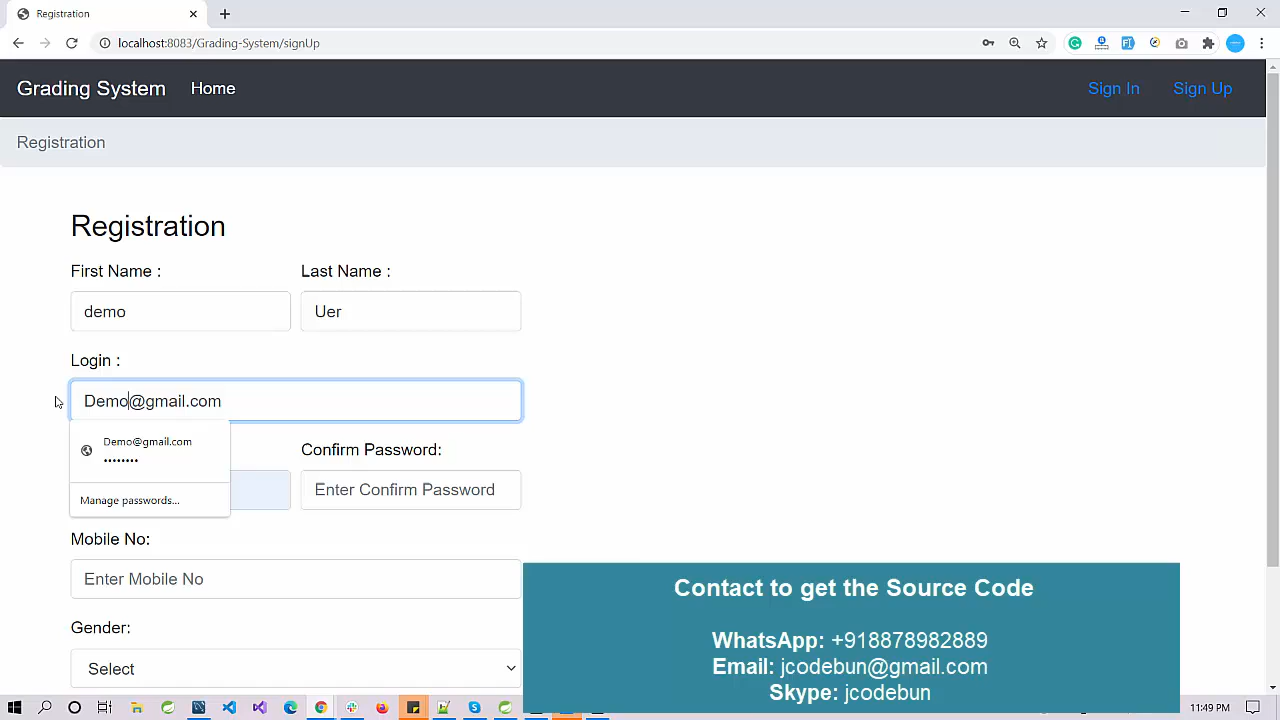 Registration
localhost:8083/Grading-System/signUp
Grading System Home Sign In Sign Up
Registration
Registration
First Name : Last Name :
demo Uer
Login :
Demo@gmail.com
Demo@gmail.com
••••••••
Manage passwords...
Confirm Password:
Enter Confirm Password
Mobile No:
Enter Mobile No
Gender:
Select
Contact to get the Source Code
WhatsApp: +918878982889
Email: jcodebun@gmail.com
Skype: jcodebun
11:49 PM